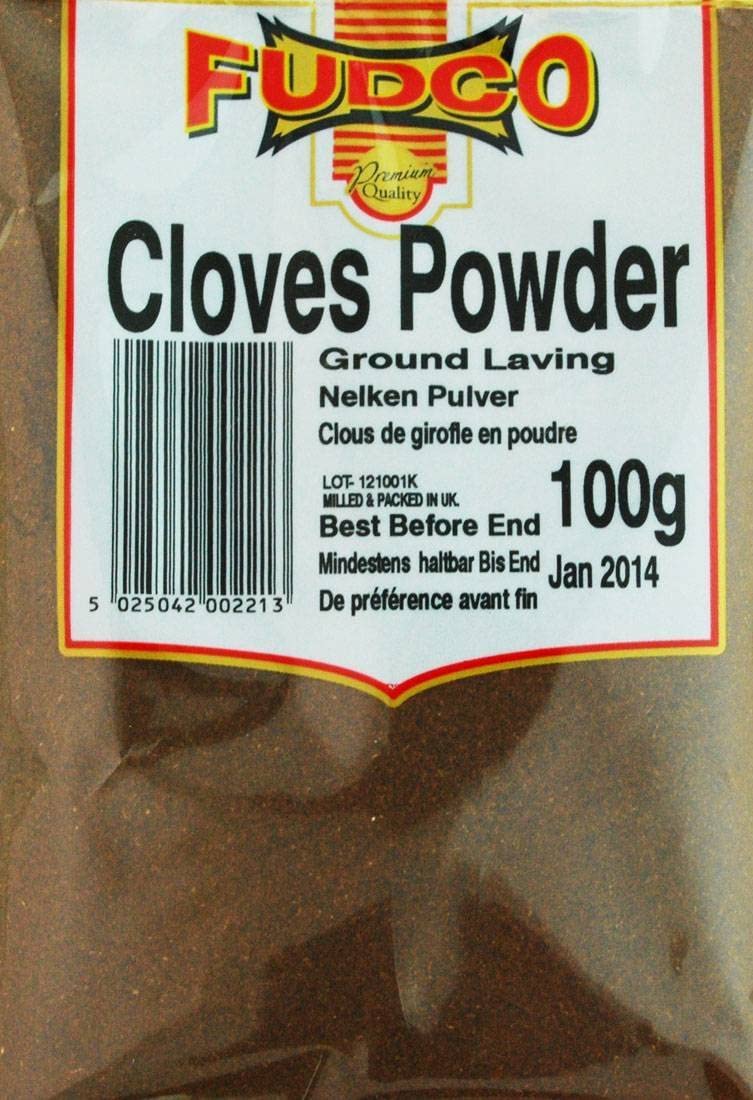 FUDCO
Premium
Quality
Cloves Powder
Ground Laving
Nelken Pulver
Clous de girofle en poudre
LOT- 121001K
MILLED & PACKED IN UK.
100g
Best Before End
Mindestens haltbar Bis End
Jan 2014
De préférence avant fin
5 025042 002213